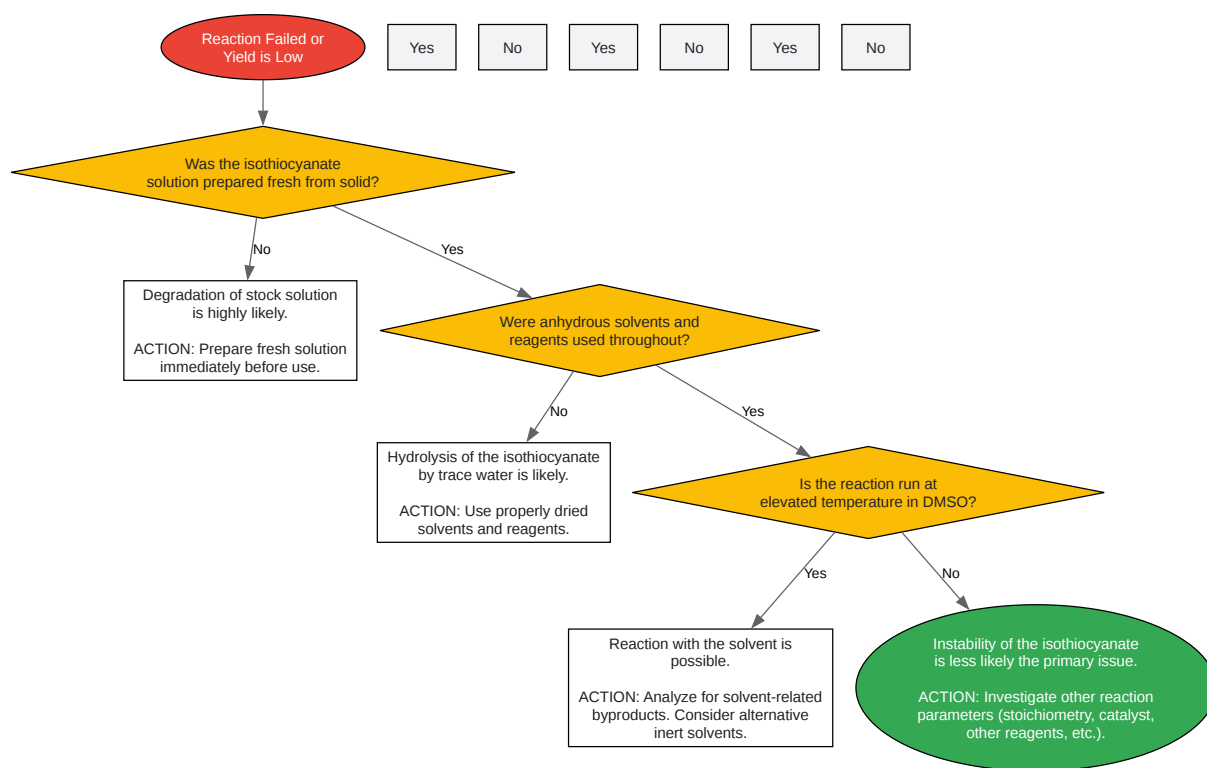 Reaction Failed or
Yield is Low
Yes
No
Yes
No
Yes
No
Was the isothiocyanate
solution prepared fresh from solid?
No
Yes
Degradation of stock solution
is highly likely.
ACTION: Prepare fresh solution
immediately before use.
Were anhydrous solvents and
reagents used throughout?
No
Yes
Hydrolysis of the isothiocyanate
by trace water is likely.
ACTION: Use properly dried
solvents and reagents.
Is the reaction run at
elevated temperature in DMSO?
Yes
No
Reaction with the solvent is
possible.
ACTION: Analyze for solvent-related
byproducts. Consider alternative
inert solvents.
Instability of the isothiocyanate
is less likely the primary issue.
ACTION: Investigate other reaction
parameters (stoichiometry, catalyst,
other reagents, etc.).